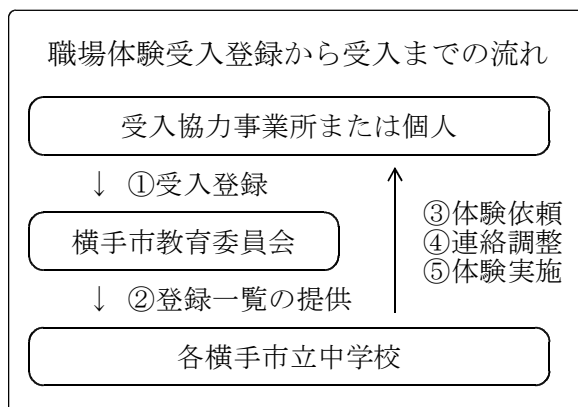 職場体験受入登録から受入までの流れ
受入協力事業所または個人
↓ ①受入登録
横手市教育委員会
↓ ②登録一覧の提供
③体験依頼
④連絡調整
⑤体験実施
各横手市立中学校